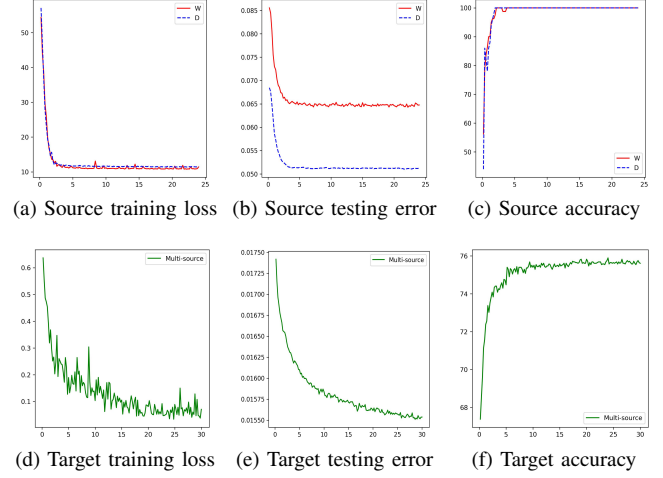 W
D
50
40
30
20
10
0 5 10 15 20 25
(a) Source training loss
W
D
0.085
0.080
0.075
0.070
0.065
0.060
0.055
0.050
0 5 10 15 20 25
(b) Source testing error
W
D
100
90
80
70
60
50
0 5 10 15 20 25
(c) Source accuracy
Multi-source
0.6
0.5
0.4
0.3
0.2
0.1
0 5 10 15 20 25 30
(d) Target training loss
Multi-source
0.01750
0.01725
0.01700
0.01675
0.01650
0.01625
0.01600
0.01575
0.01550
0 5 10 15 20 25 30
(e) Target testing error
76
74
72
70
68
Multi-source
0 5 10 15 20 25 30
(f) Target accuracy